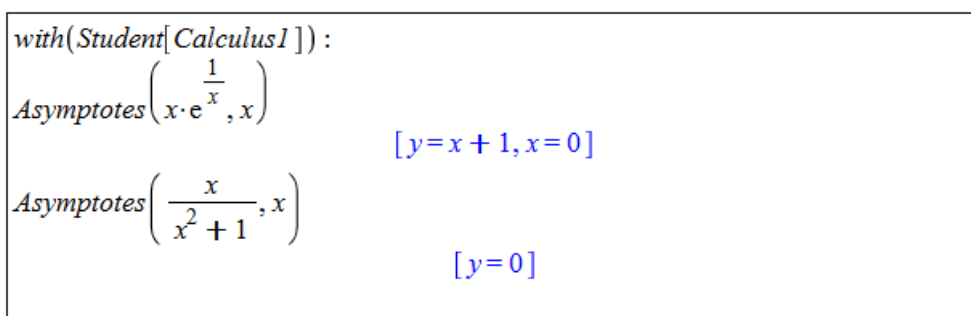 with(Student[Calculus1]):
Asymptotes(x·e^(1/x), x)
[y=x + 1, x=0]
Asymptotes(x/(x^2 + 1), x)
[y=0]